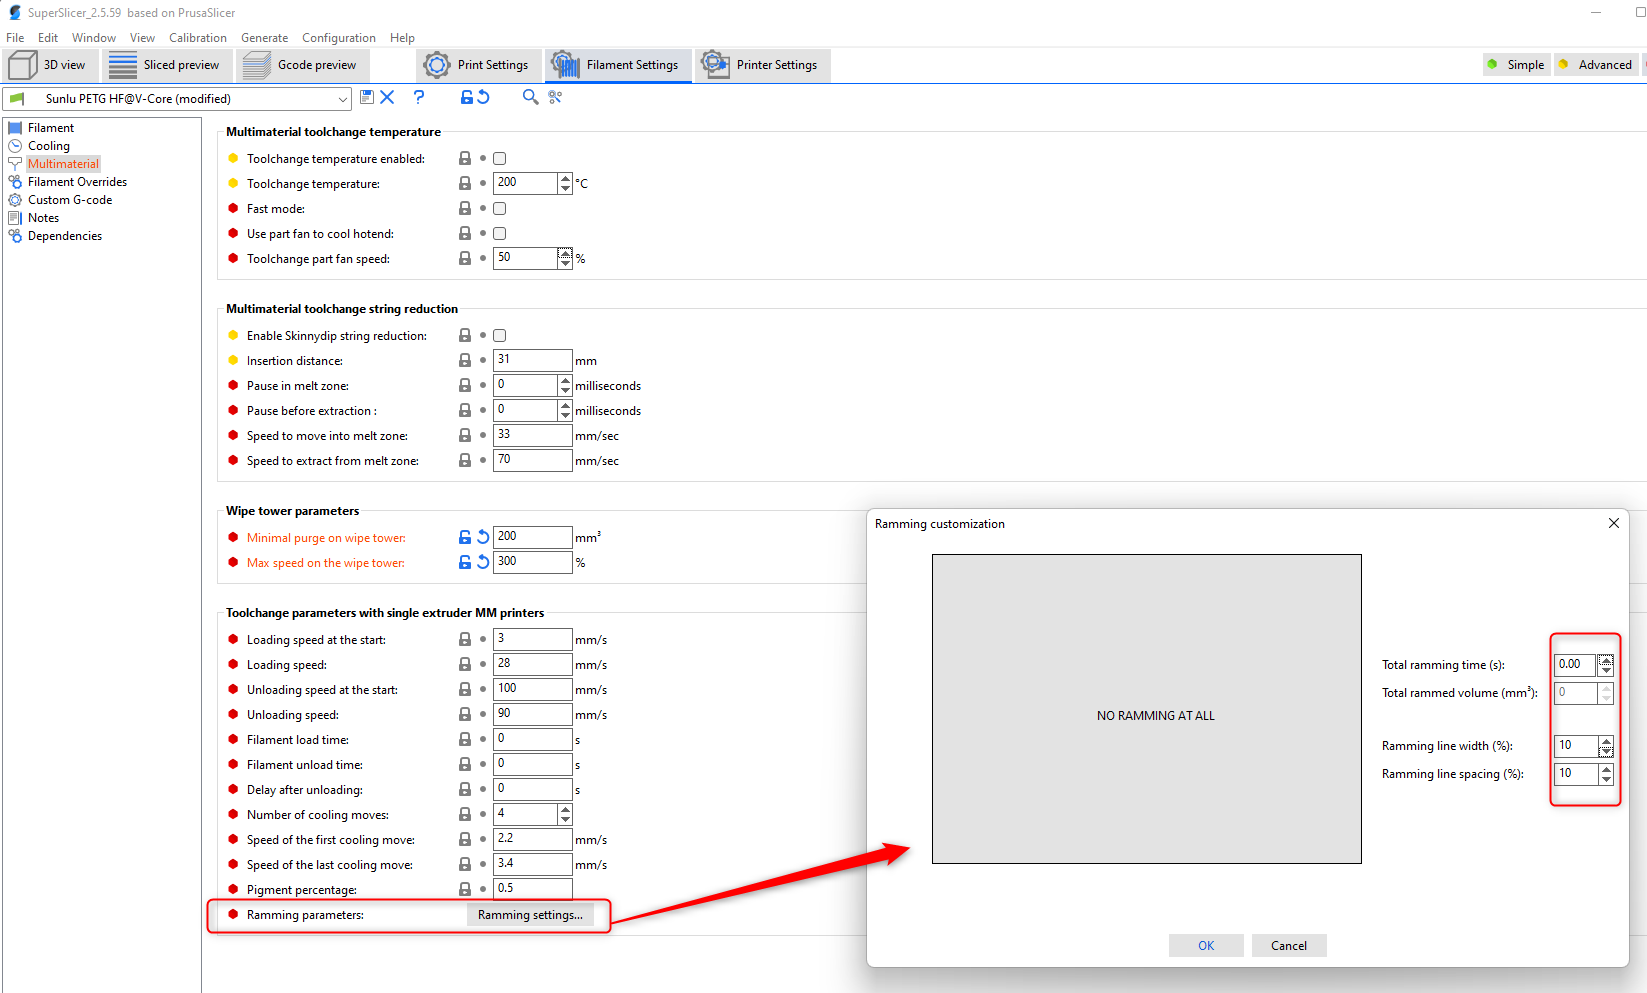 SuperSlicer_2.5.59 based on PrusaSlicer
File Edit Window View Calibration Generate Configuration Help
3D view Sliced preview Gcode preview Print Settings Filament Settings Printer Settings Simple Advanced
Sunlu PETG HF@V-Core (modified)
Filament
Cooling
Multimaterial
Filament Overrides
Custom G-code
Notes
Dependencies
Multimaterial toolchange temperature
Toolchange temperature enabled:
Toolchange temperature: 200 °C
Fast mode:
Use part fan to cool hotend:
Toolchange part fan speed: 50 %
Multimaterial toolchange string reduction
Enable Skinnydip string reduction:
Insertion distance: 31 mm
Pause in melt zone: 0 milliseconds
Pause before extraction : 0 milliseconds
Speed to move into melt zone: 33 mm/sec
Speed to extract from melt zone: 70 mm/sec
Wipe tower parameters
Minimal purge on wipe tower: 200 mm³
Max speed on the wipe tower: 300 %
Toolchange parameters with single extruder MM printers
Loading speed at the start: 3 mm/s
Loading speed: 28 mm/s
Unloading speed at the start: 100 mm/s
Unloading speed: 90 mm/s
Filament load time: 0 s
Filament unload time: 0 s
Delay after unloading: 0 s
Number of cooling moves: 4
Speed of the first cooling move: 2.2 mm/s
Speed of the last cooling move: 3.4 mm/s
Pigment percentage: 0.5
Ramming parameters: Ramming settings...
Ramming customization
NO RAMMING AT ALL
Total ramming time (s): 0.00
Total rammed volume (mm³): 0
Ramming line width (%): 10
Ramming line spacing (%): 10
OK Cancel